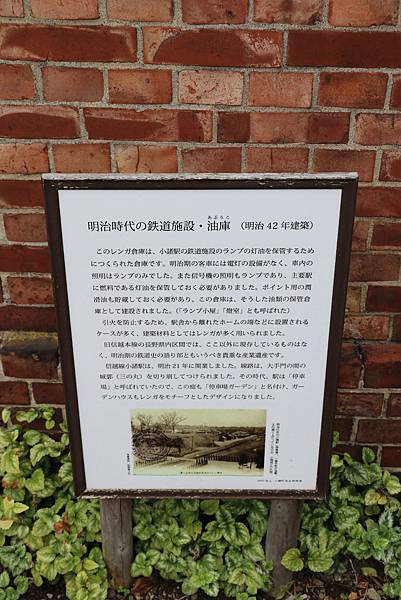 明治時代の鉄道施設・油庫（明治42年建築）
あぶらこ
このレンガ倉庫は、小諸駅の鉄道施設のランプの灯油を保管するため
につくられた倉庫です。明治期の客車には電灯の設備がなく、車内の
照明はランプのみでした。また信号機の照明もランプであり、主要駅
に燃料である灯油を保管しておく必要がありました。ポイント用の潤
滑油も貯蔵しておく必要があり、この倉庫は、そうした油類の保管倉
庫として建設されました。（「ランプ小屋」「燈室」とも呼ばれた）
引火を防止するため、駅舎から離れたホームの端などに設置される
ケースが多く、建築材料としてはレンガが多く用いられました。
旧信越本線の長野県内区間では、ここ以外に現存しているものはな
く、明治期の鉄道史の語り部ともいうべき貴重な産業遺産です。
信越線小諸駅は、明治21年に開業しました。線路は、大手門の前の
城郭（三の丸）を切り崩してつけられました。その時代、駅は「停車
場」と呼ばれていたので、この庭も「停車場ガーデン」と名付け、ガー
デンハウスもレンガをモチーフとしたデザインになりました。